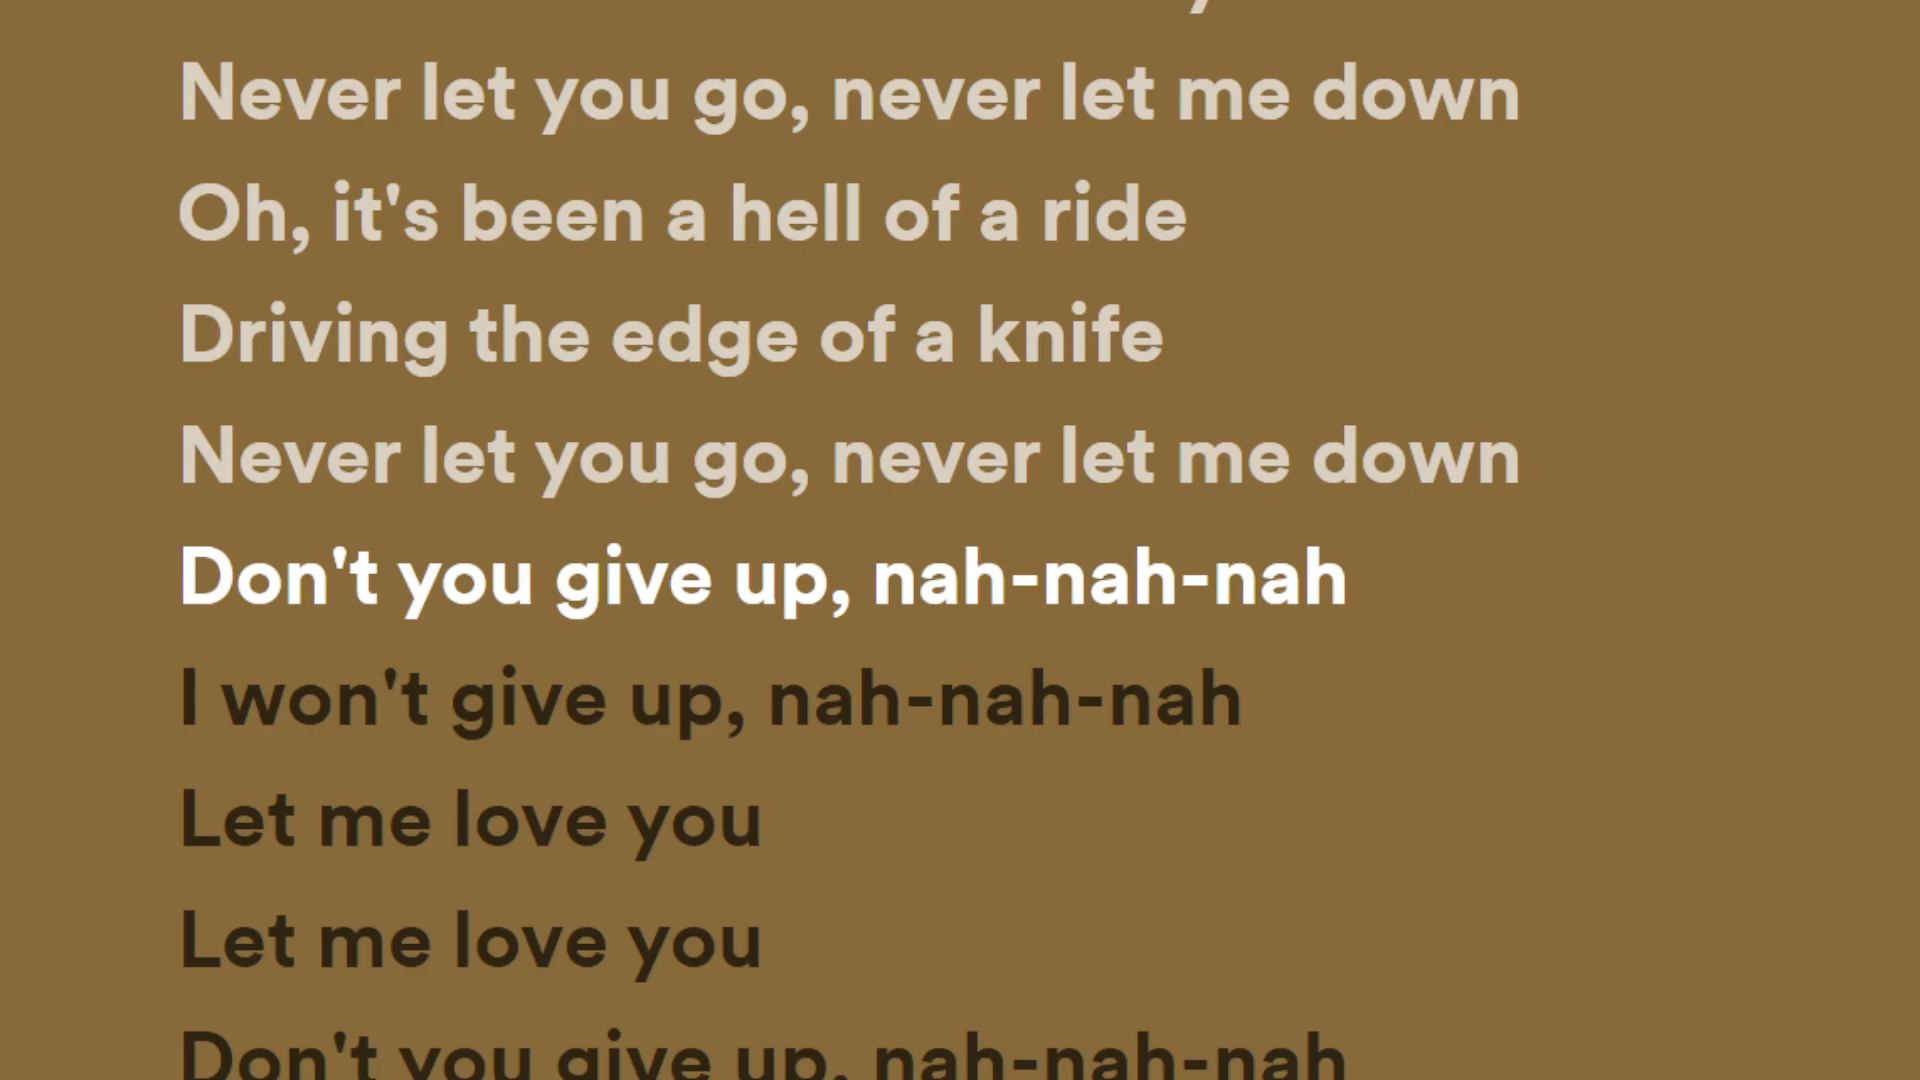 Never let you go, never let me down
Oh, it's been a hell of a ride
Driving the edge of a knife
Never let you go, never let me down
Don't you give up, nah-nah-nah
I won't give up, nah-nah-nah
Let me love you
Let me love you
Don't you give up, nah-nah-nah